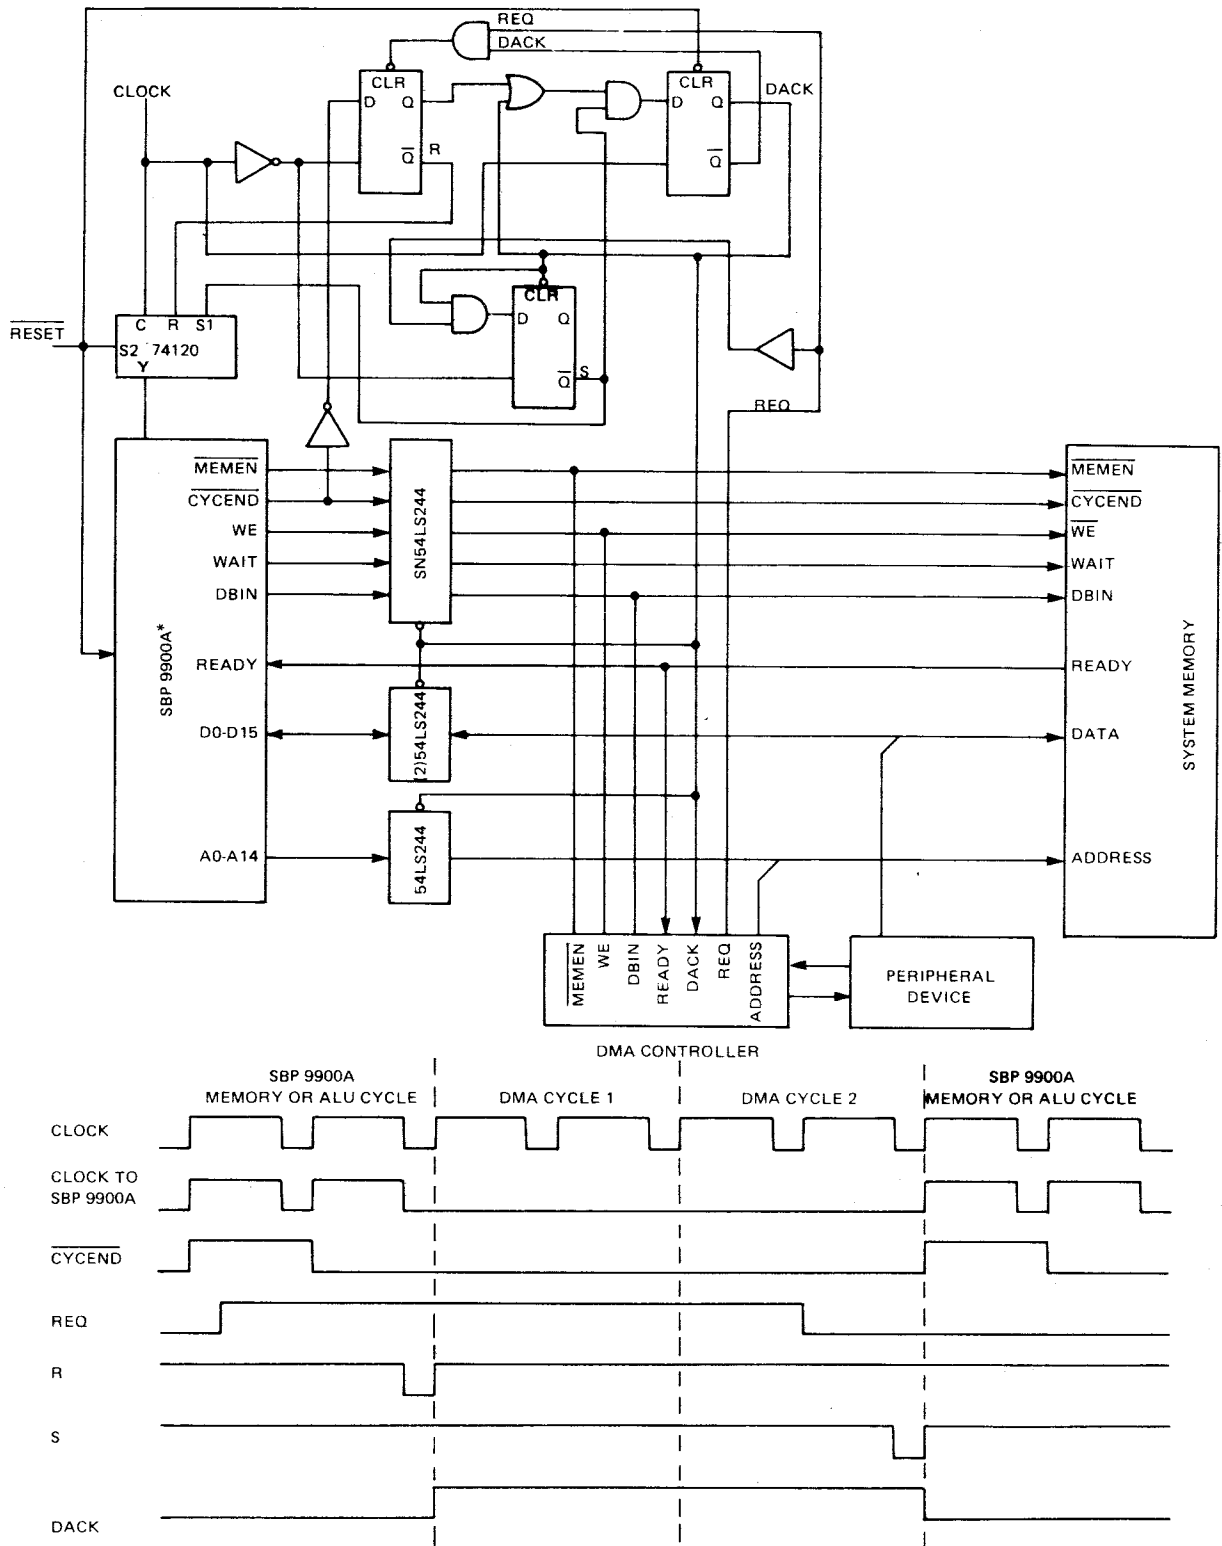 REQ
DACK
CLR
D Q
Q
R
CLOCK
CLR
D Q
Q
DACK
CLR
D Q
Q
S
RESET
C R S1
S2 74120
Y
REQ
SBP 9900A*
MEMEN
CYCEND
WE
WAIT
DBIN
READY
D0-D15
A0-A14
SN54LS244
(2)54LS244
54LS244
MEMEN
CYCEND
WE
WAIT
DBIN
READY
DATA
ADDRESS
SYSTEM MEMORY
MEMEN
WE
DBIN
READY
DACK
REQ
ADDRESS
PERIPHERAL
DEVICE
DMA CONTROLLER
SBP 9900A
MEMORY OR ALU CYCLE
DMA CYCLE 1
DMA CYCLE 2
SBP 9900A
MEMORY OR ALU CYCLE
CLOCK
CLOCK TO
SBP 9900A
CYCEND
REQ
R
S
DACK